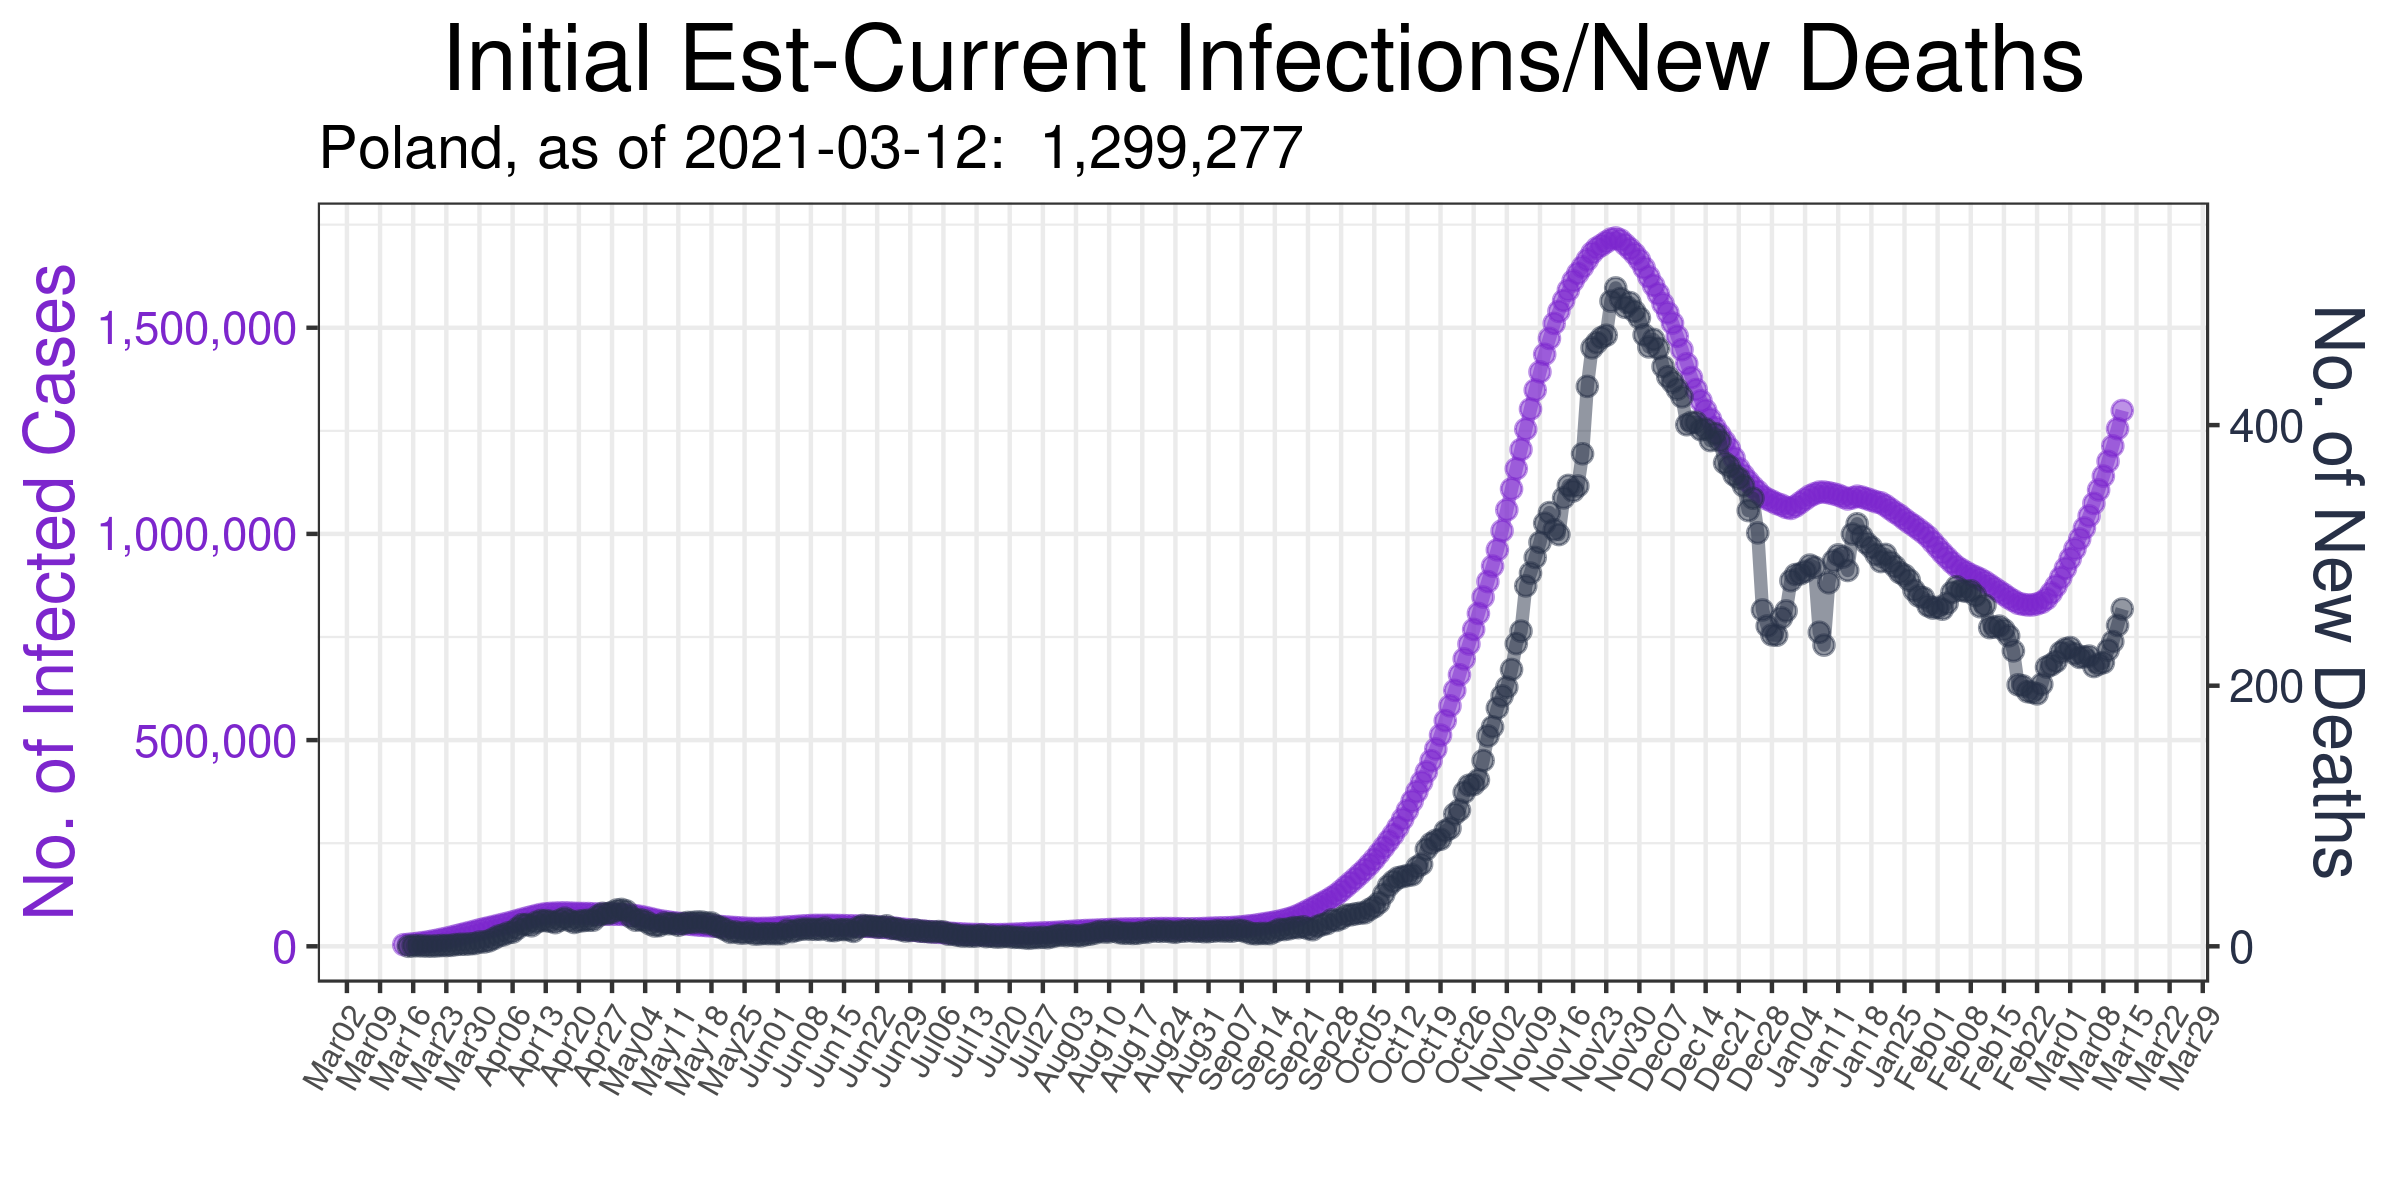 Initial Est-Current Infections/New Deaths
Poland, as of 2021-03-12:  1,299,277
No. of Infected Cases
1,500,000
1,000,000
500,000
0
400
200
0
No. of New Deaths
Mar02
Mar09
Mar16
Mar23
Mar30
Apr06
Apr13
Apr20
Apr27
May04
May11
May18
May25
Jun01
Jun08
Jun15
Jun22
Jun29
Jul06
Jul13
Jul20
Jul27
Aug03
Aug10
Aug17
Aug24
Aug31
Sep07
Sep14
Sep21
Sep28
Oct05
Oct12
Oct19
Oct26
Nov02
Nov09
Nov16
Nov23
Nov30
Dec07
Dec14
Dec21
Dec28
Jan04
Jan11
Jan18
Jan25
Feb01
Feb08
Feb15
Feb22
Mar01
Mar08
Mar15
Mar22
Mar29